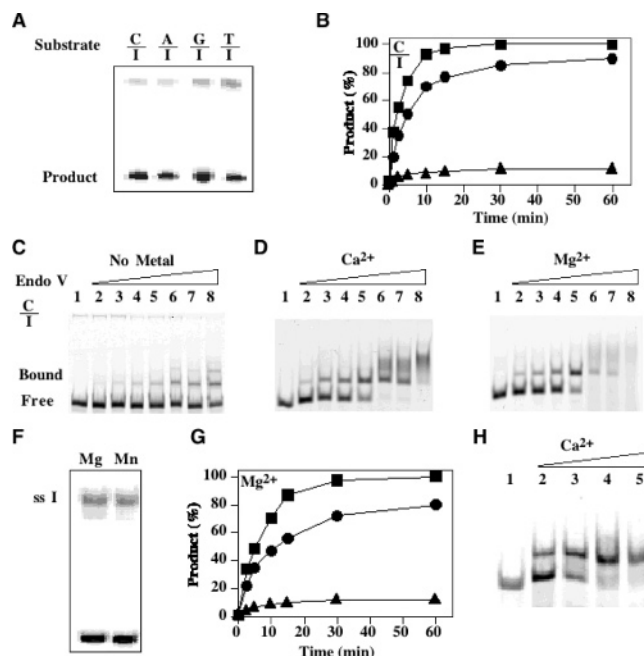 A
Substrate C/I A/I G/I T/I
Product
B
C/I
Product (%)
100
80
60
40
20
0
0 10 20 30 40 50 60
Time (min)
C
No Metal
Endo V
1 2 3 4 5 6 7 8
C/I
Bound
Free
D
Ca2+
1 2 3 4 5 6 7 8
E
Mg2+
1 2 3 4 5 6 7 8
F
Mg Mn
ss I
G
Mg2+
Product (%)
100
80
60
40
20
0
0 10 20 30 40 50 60
Time (min)
H
Ca2+
1 2 3 4 5